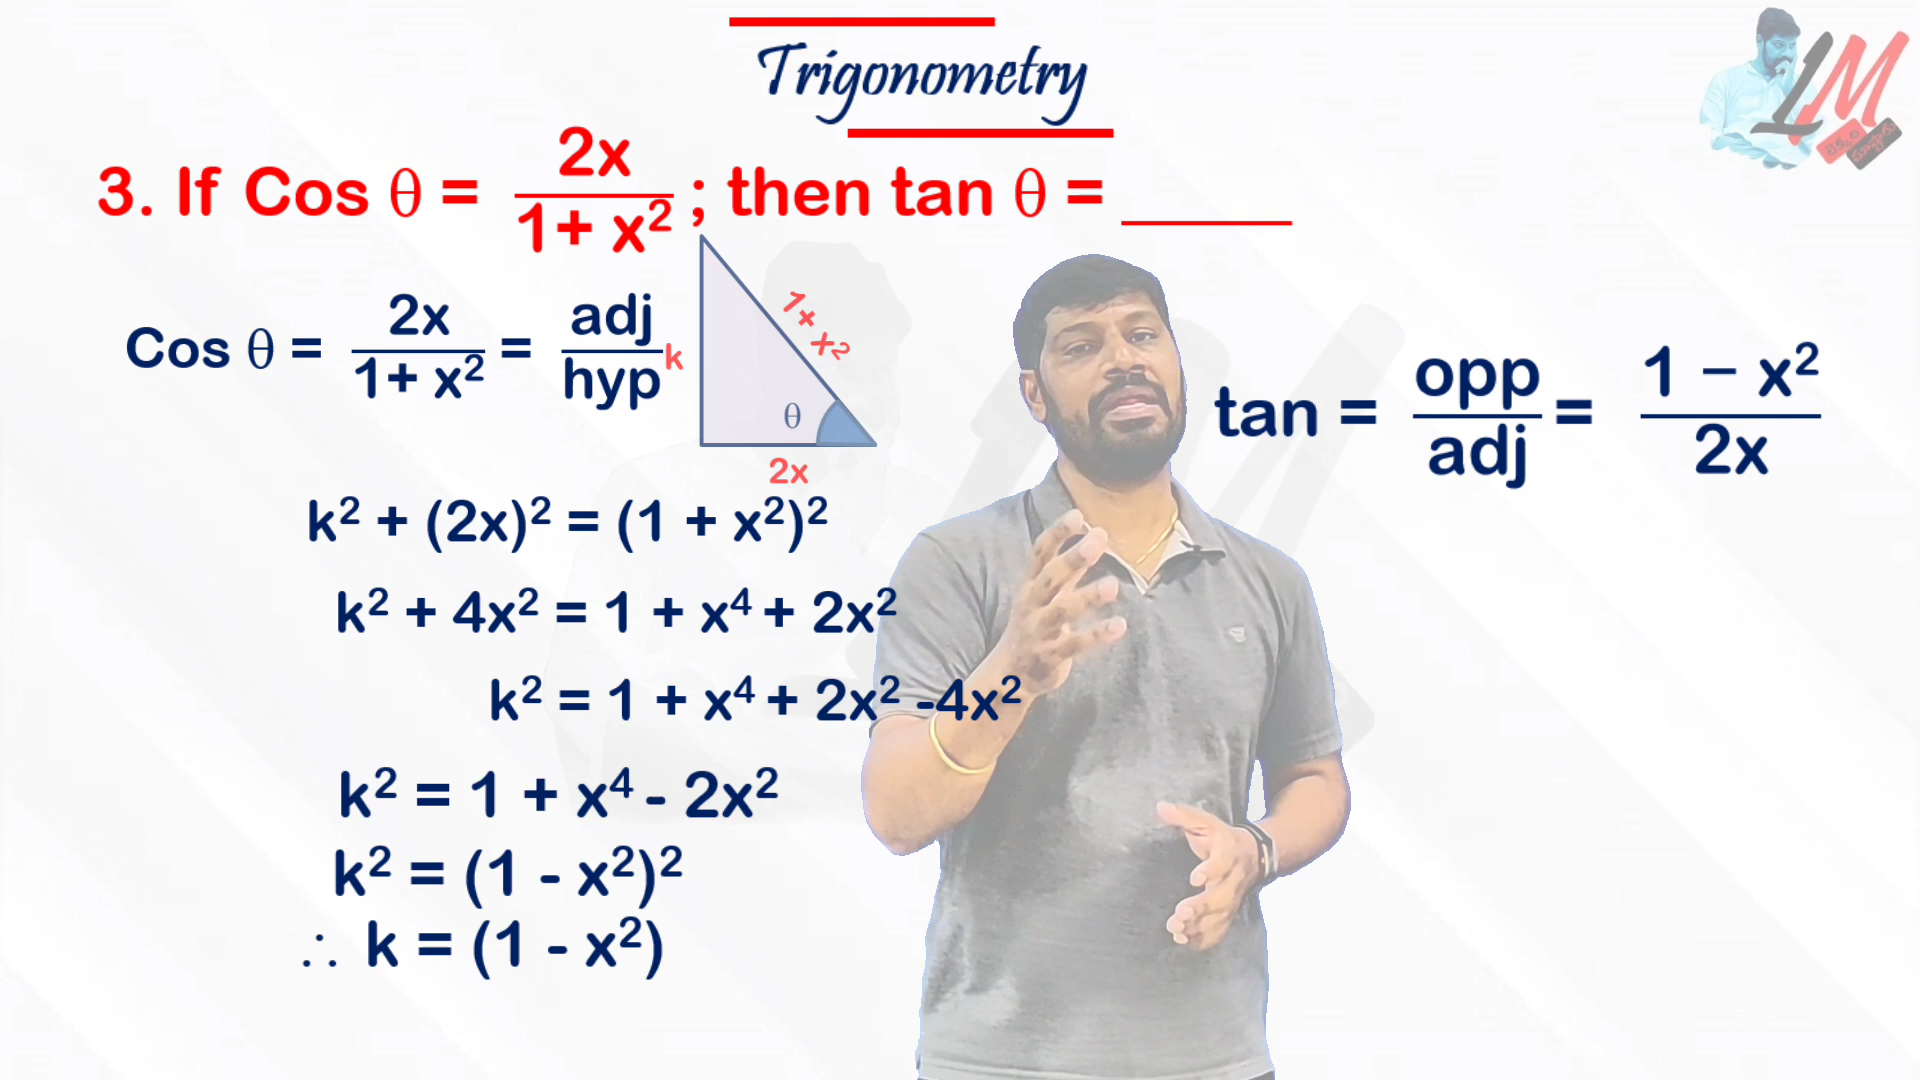 Trigonometry
LM
3. If Cos θ = 2x / 1+ x² ; then tan θ = ______
Cos θ = 2x / 1+ x² = adj / hyp
k
1+ x²
θ
2x
tan = opp / adj = 1 – x² / 2x
k² + (2x)² = (1 + x²)²
k² + 4x² = 1 + x⁴ + 2x²
k² = 1 + x⁴ + 2x² -4x²
k² = 1 + x⁴ - 2x²
k² = (1 - x²)²
∴ k = (1 - x²)